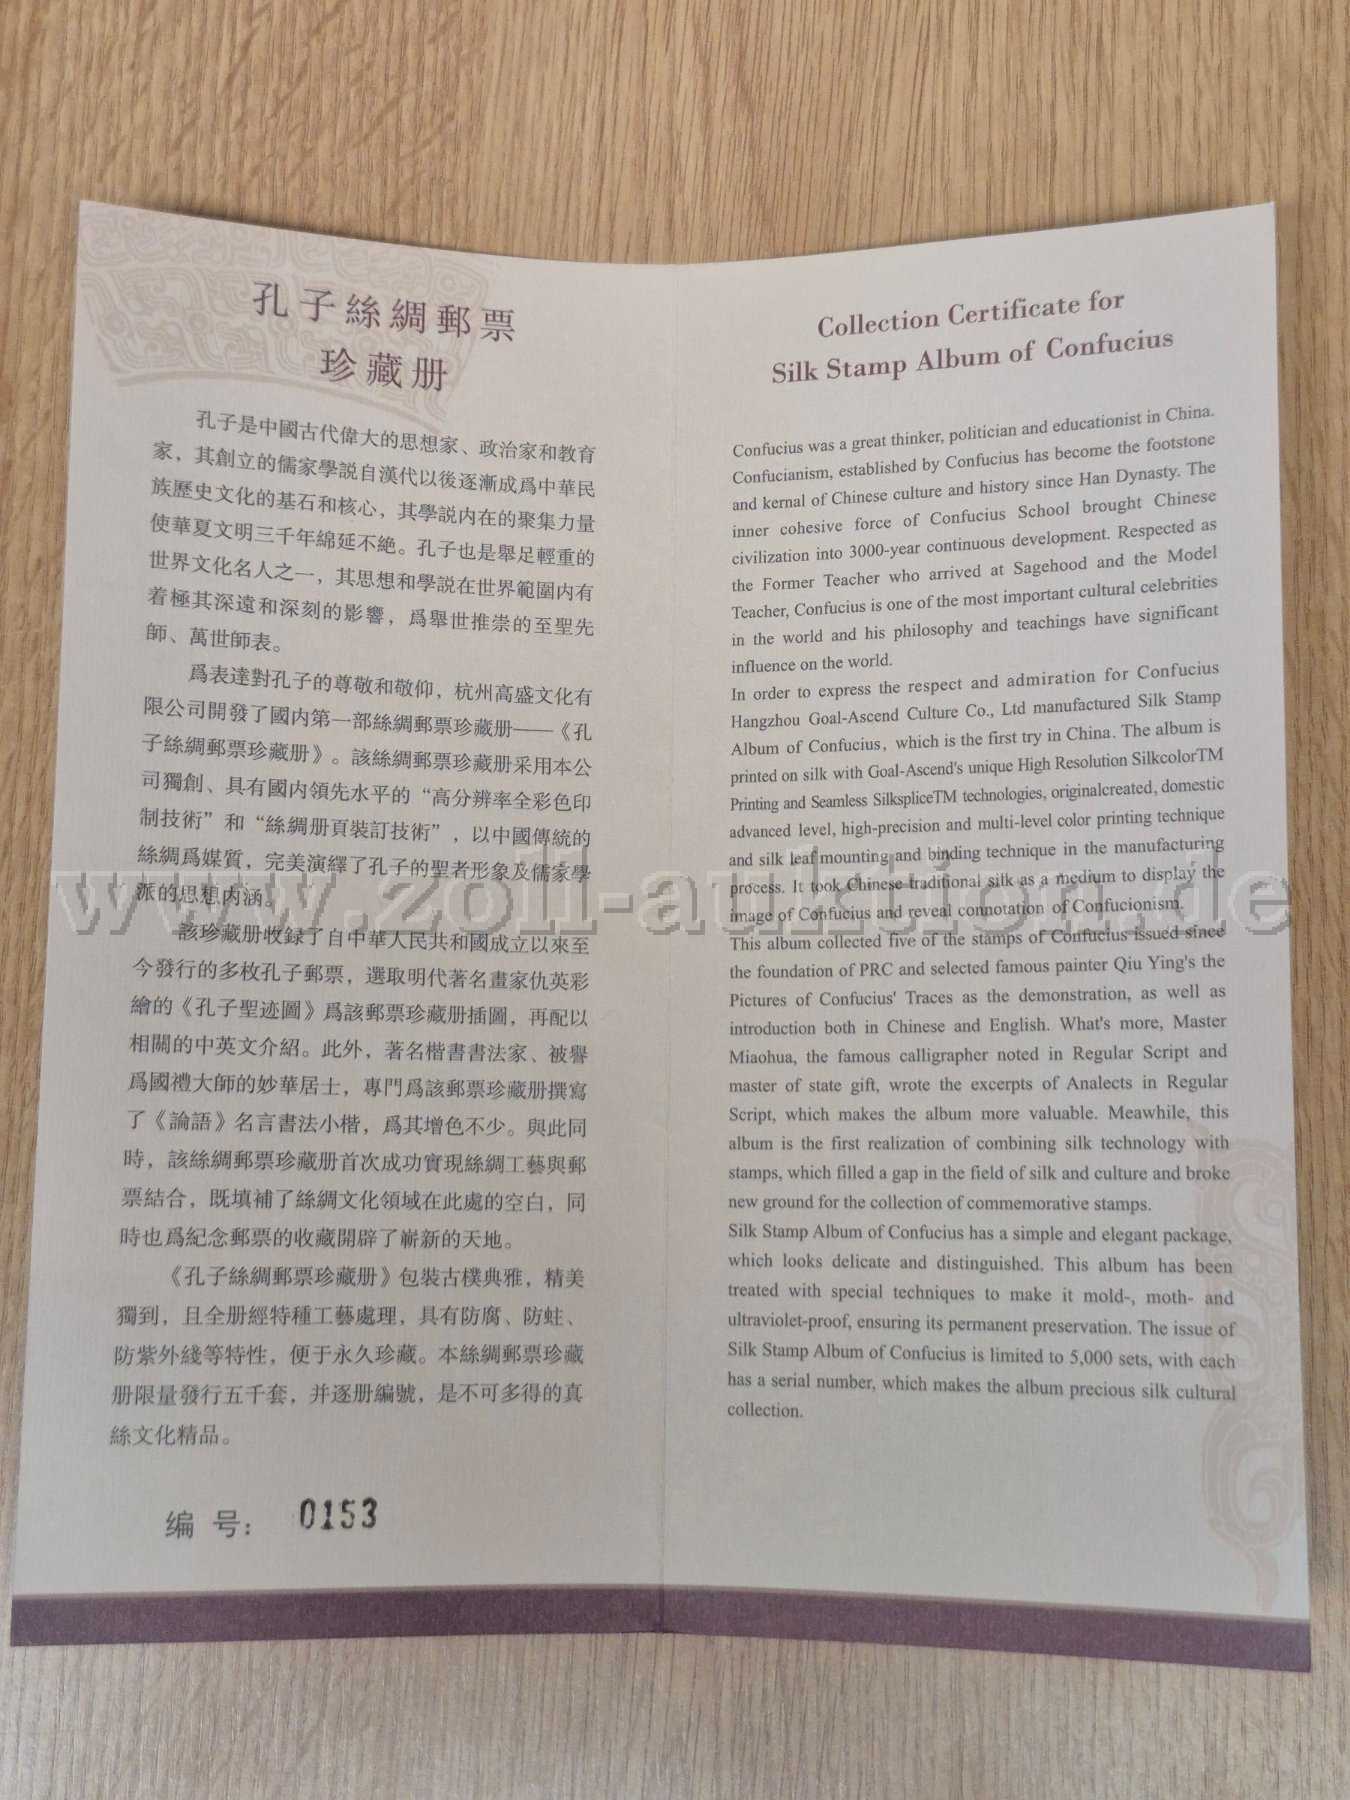 孔子絲綢郵票
珍藏册
孔子是中國古代偉大的思想家、政治家和教育
家，其創立的儒家學説自漢代以後逐漸成爲中華民
族歷史文化的基石和核心，其學説内在的聚集力量
使華夏文明三千年綿延不絶。孔子也是舉足輕重的
世界文化名人之一，其思想和學説在世界範圍内有
着極其深遠和深刻的影響，爲舉世推崇的至聖先
師、萬世師表。
爲表達對孔子的尊敬和敬仰，杭州高盛文化有
限公司開發了國内第一部絲綢郵票珍藏册——《孔
子絲綢郵票珍藏册》。該絲綢郵票珍藏册采用本公
司獨創、具有國内領先水平的“高分辨率全彩色印
制技術”和“絲綢册頁裝訂技術”，以中國傳統的
絲綢爲媒質，完美演繹了孔子的聖者形象及儒家學
派的思想内涵。
該珍藏册收録了自中華人民共和國成立以來至
今發行的多枚孔子郵票，選取明代著名畫家仇英彩
繪的《孔子聖迹圖》爲該郵票珍藏册插圖，再配以
相關的中英文介紹。此外，著名楷書書法家、被譽
爲國禮大師的妙華居士，專門爲該郵票珍藏册撰寫
了《論語》名言書法小楷，爲其增色不少。與此同
時，該絲綢郵票珍藏册首次成功實現絲綢工藝與郵
票結合，既填補了絲綢文化領域在此處的空白，同
時也爲紀念郵票的收藏開辟了嶄新的天地。
《孔子絲綢郵票珍藏册》包裝古樸典雅，精美
獨到，且全册經特種工藝處理，具有防腐、防蛀、
防紫外綫等特性，便于永久珍藏。本絲綢郵票珍藏
册限量發行五千套，并逐册編號，是不可多得的真
絲文化精品。
编 号： 0153
Collection Certificate for
Silk Stamp Album of Confucius
Confucius was a great thinker, politician and educationist in China.
Confucianism, established by Confucius has become the footstone
and kernal of Chinese culture and history since Han Dynasty. The
inner cohesive force of Confucius School brought Chinese
civilization into 3000-year continuous development. Respected as
the Former Teacher who arrived at Sagehood and the Model
Teacher, Confucius is one of the most important cultural celebrities
in the world and his philosophy and teachings have significant
influence on the world.
In order to express the respect and admiration for Confucius
Hangzhou Goal-Ascend Culture Co., Ltd manufactured Silk Stamp
Album of Confucius, which is the first try in China. The album is
printed on silk with Goal-Ascend's unique High Resolution SilkcolorTM
Printing and Seamless SilkspliceTM technologies, originalcreated, domestic
advanced level, high-precision and multi-level color printing technique
and silk leaf mounting and binding technique in the manufacturing
process. It took Chinese traditional silk as a medium to display the
image of Confucius and reveal connotation of Confucionism.
This album collected five of the stamps of Confucius issued since
the foundation of PRC and selected famous painter Qiu Ying's the
Pictures of Confucius' Traces as the demonstration, as well as
introduction both in Chinese and English. What's more, Master
Miaohua, the famous calligrapher noted in Regular Script and
master of state gift, wrote the excerpts of Analects in Regular
Script, which makes the album more valuable. Meawhile, this
album is the first realization of combining silk technology with
stamps, which filled a gap in the field of silk and culture and broke
new ground for the collection of commemorative stamps.
Silk Stamp Album of Confucius has a simple and elegant package,
which looks delicate and distinguished. This album has been
treated with special techniques to make it mold-, moth- and
ultraviolet-proof, ensuring its permanent preservation. The issue of
Silk Stamp Album of Confucius is limited to 5,000 sets, with each
has a serial number, which makes the album precious silk cultural
collection.
www.zoll-auktion.de